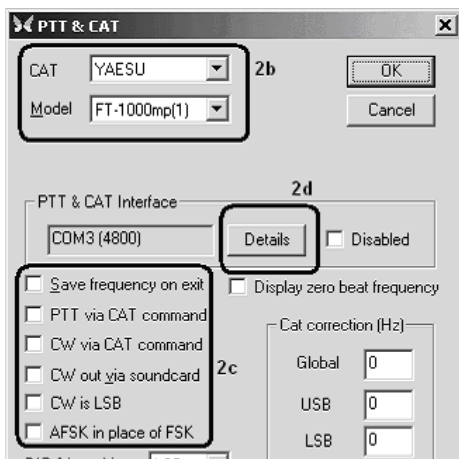 PTT & CAT
CAT YAESU 2b OK
Model FT-1000mp(1) Cancel
2d
PTT & CAT Interface
COM3 (4800) Details Disabled
Save frequency on exit Display zero beat frequency
PTT via CAT command Cat correction (Hz)
CW via CAT command Global 0
CW out via soundcard 2c
CW is LSB USB 0
AFSK in place of FSK LSB 0